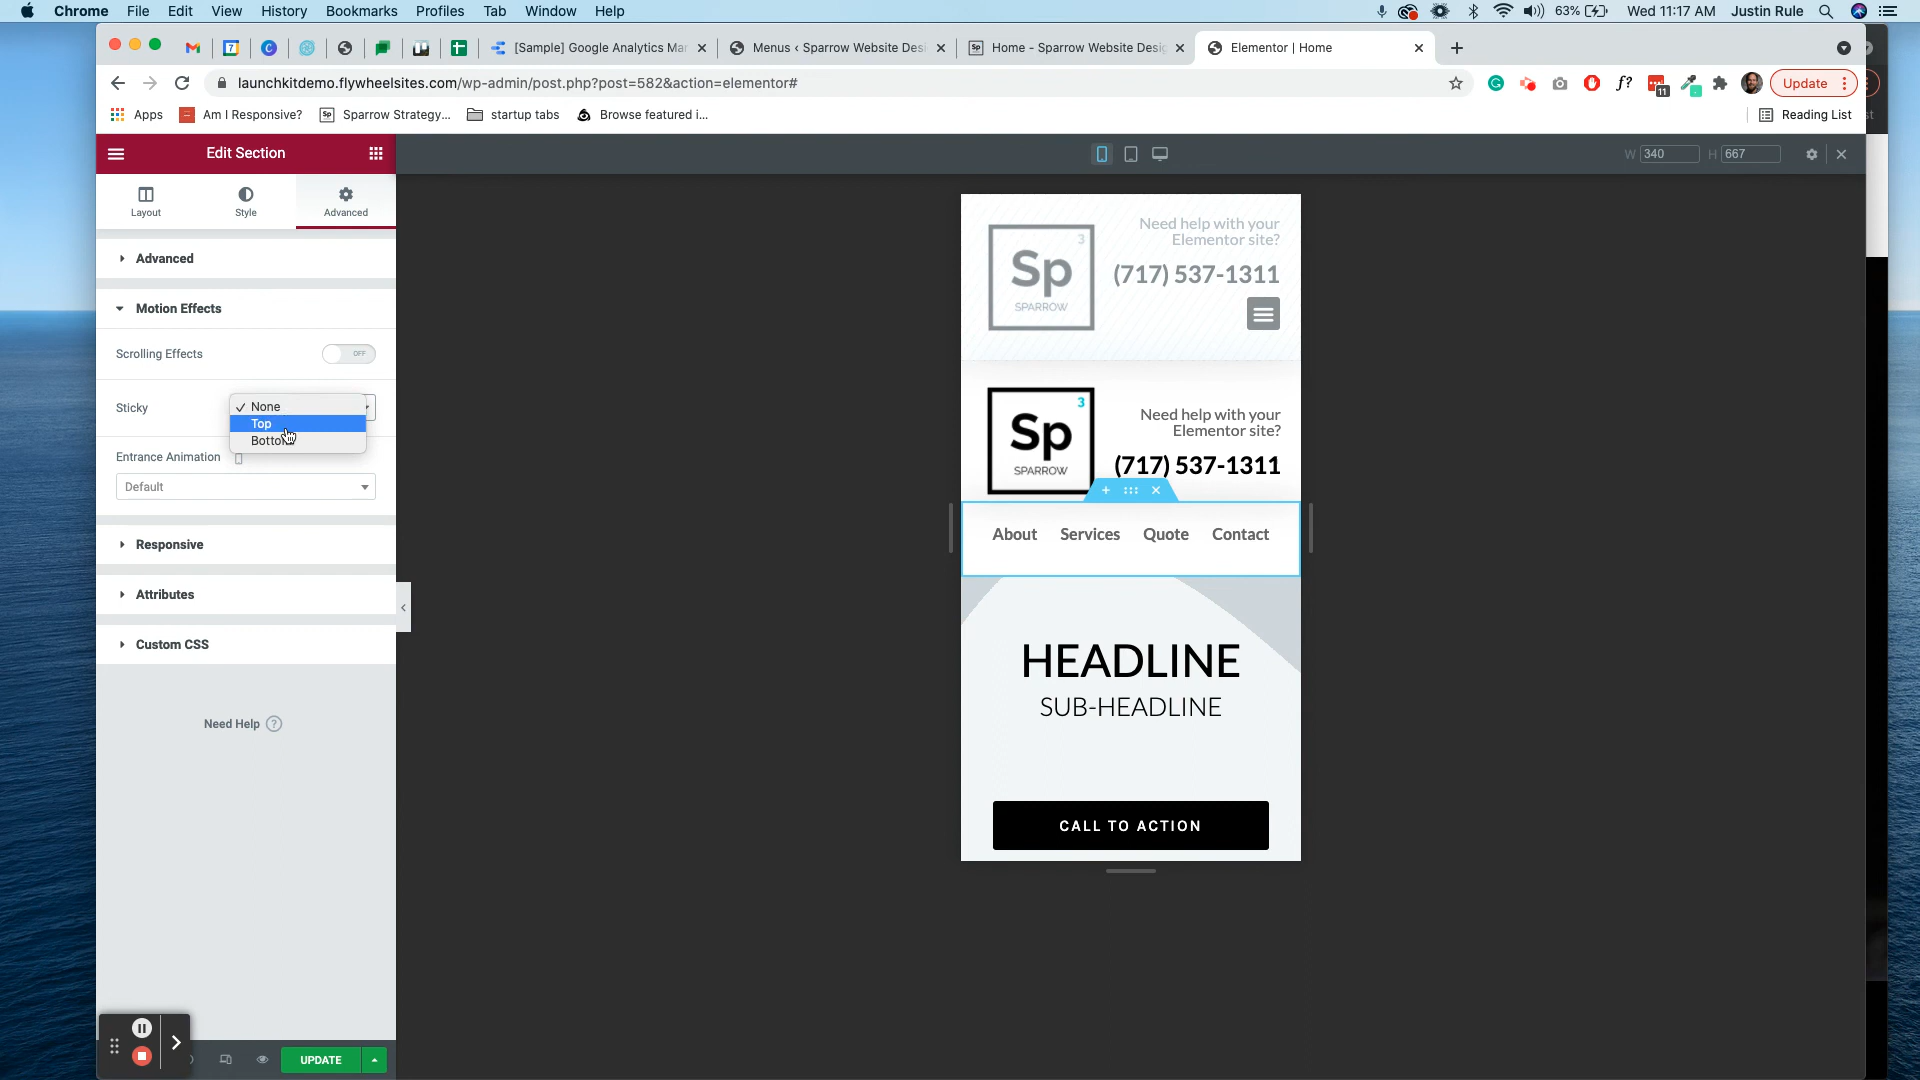 Chrome File Edit View History Bookmarks Profiles Tab Window Help
63% Wed 11:17 AM Justin Rule
[Sample] Google Analytics Mar
Menus ‹ Sparrow Website Desi
Home - Sparrow Website Desig
Elementor | Home
launchkitdemo.flywheelsites.com/wp-admin/post.php?post=582&action=elementor#
f?
11
Update
Apps
Am I Responsive?
Sparrow Strategy...
startup tabs
Browse featured i...
Reading List
Edit Section
W 340 H 667
Layout Style Advanced
Advanced
Motion Effects
Scrolling Effects
OFF
Sticky
None
Top
Bottom
Entrance Animation
Default
Responsive
Attributes
Custom CSS
Need Help ?
UPDATE
Need help with your
Elementor site?
(717) 537-1311
3
Sp
SPARROW
Need help with your
Elementor site?
(717) 537-1311
3
Sp
SPARROW
About Services Quote Contact
HEADLINE
SUB-HEADLINE
CALL TO ACTION